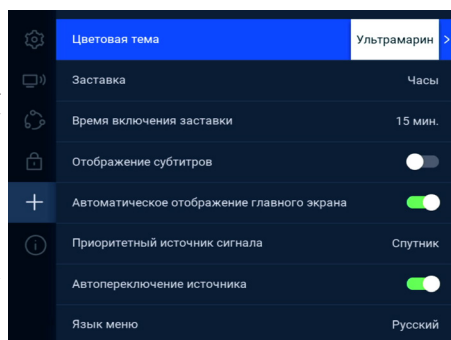 Цветовая тема Ультрамарин
Заставка Часы
Время включения заставки 15 мин.
Отображение субтитров
Автоматическое отображение главного экрана
Приоритетный источник сигнала Спутник
Автопереключение источника
Язык меню Русский